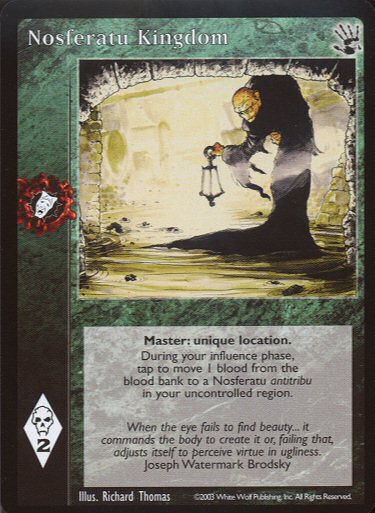 Nosferatu Kingdom
Master: unique location.
During your influence phase,
tap to move 1 blood from the
blood bank to a Nosferatu antitribu
in your uncontrolled region.
When the eye fails to find beauty... it
commands the body to create it or, failing that,
adjusts itself to perceive virtue in ugliness.
Joseph Watermark Brodsky
2
Illus. Richard Thomas
©2003 White Wolf Publishing, Inc. All Rights Reserved.